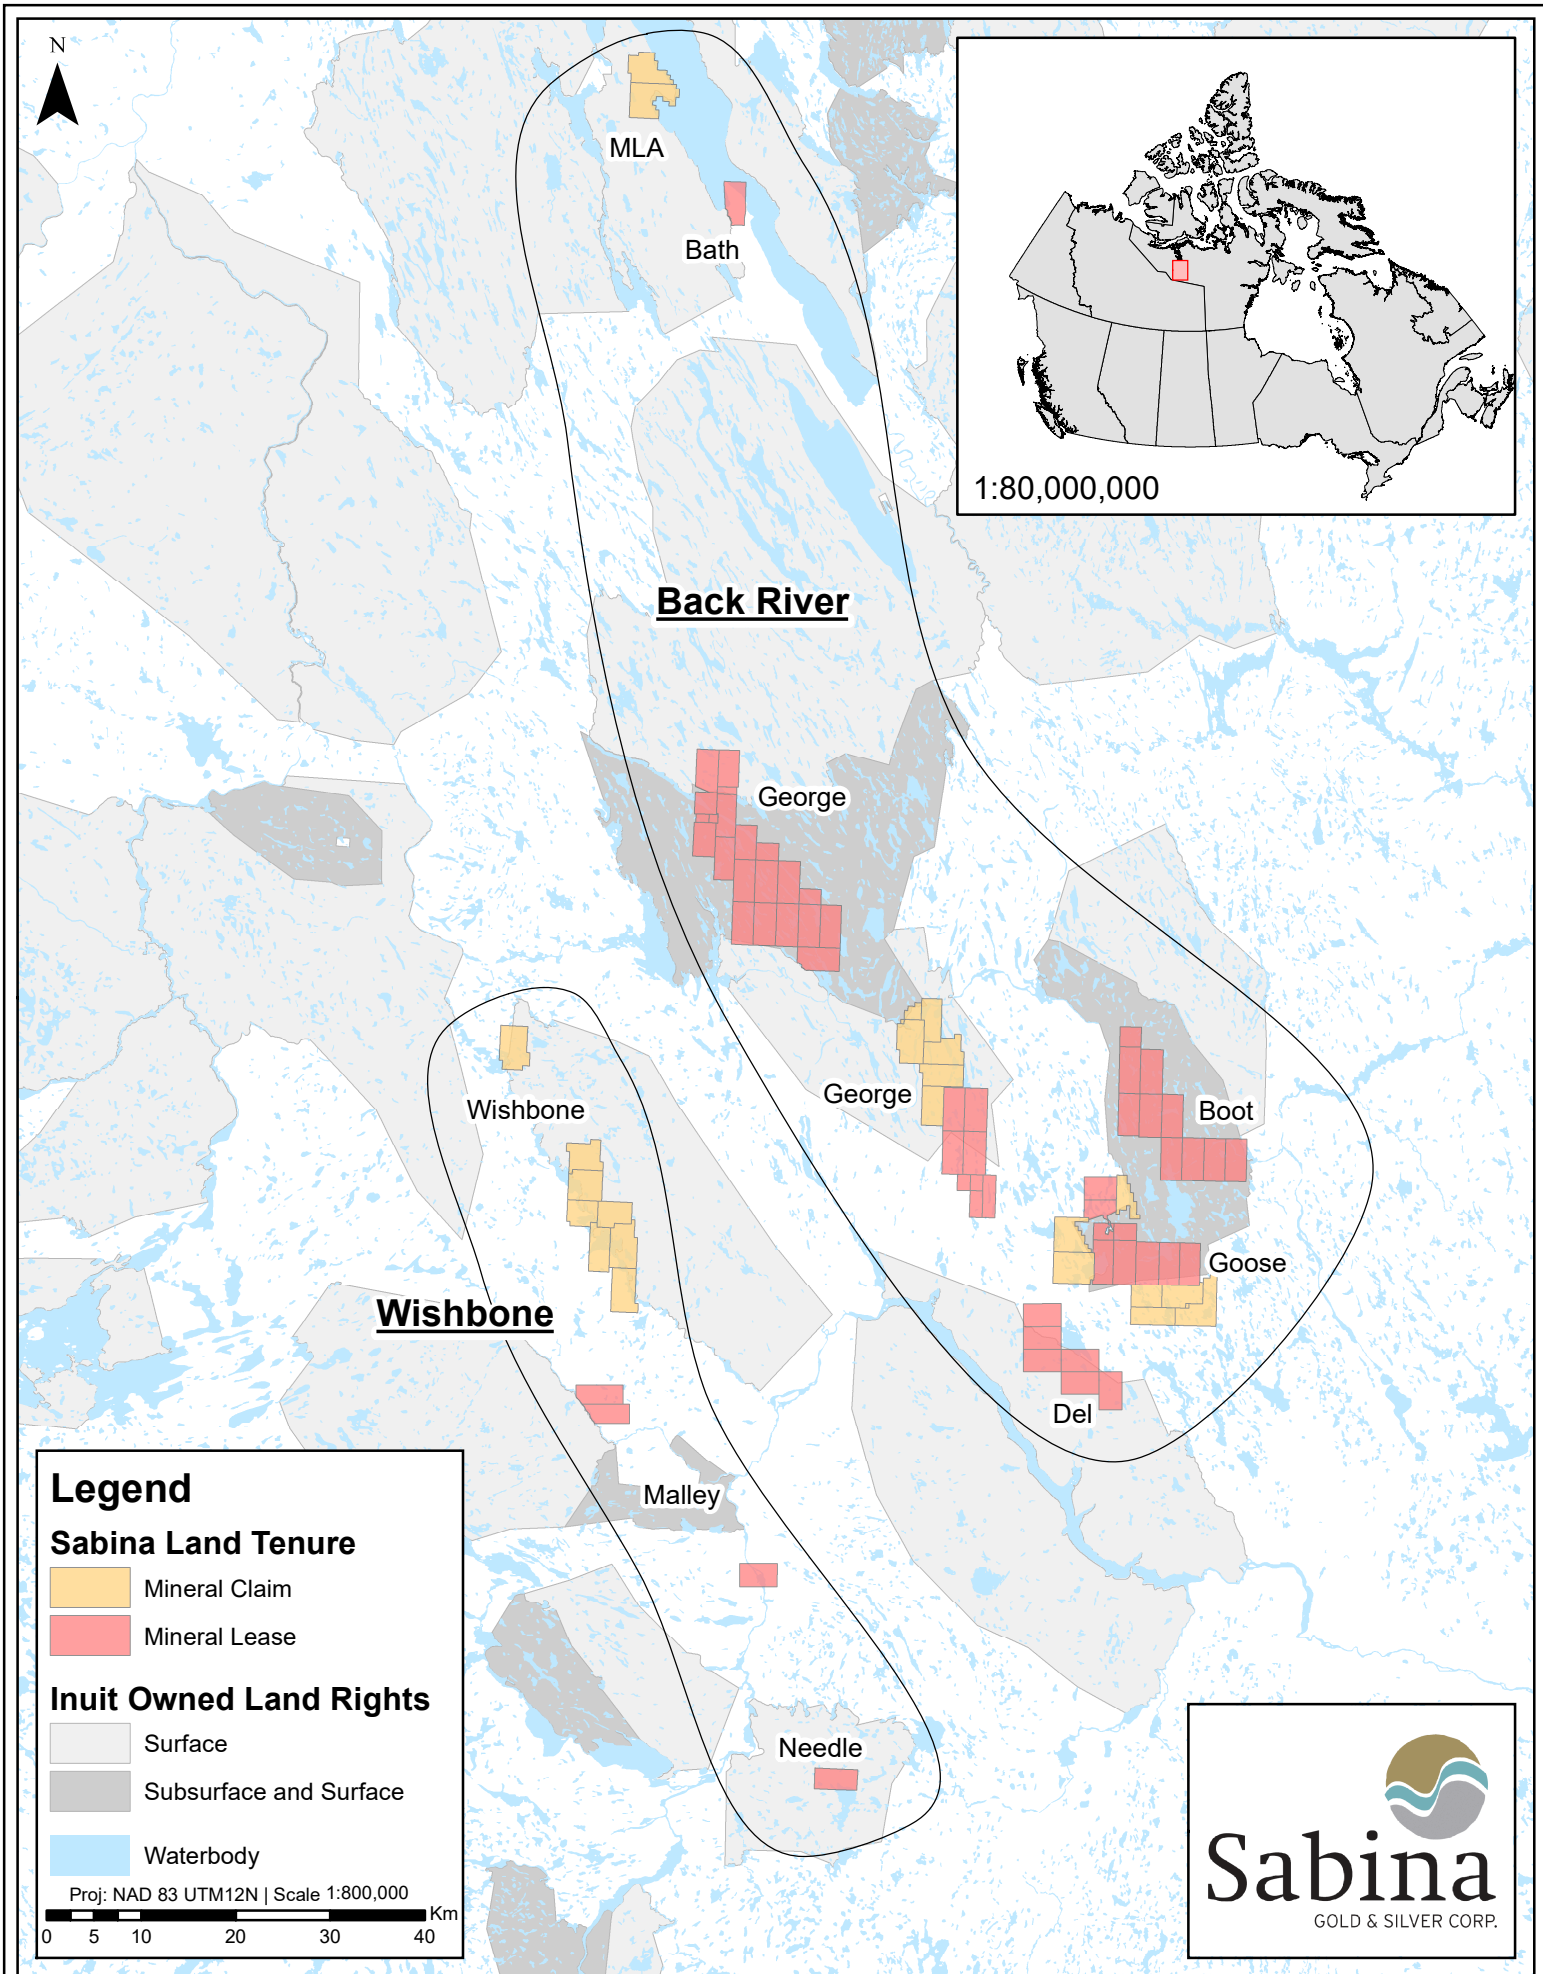 N
MLA
Bath
1:80,000,000
Back River
George
George
Boot
Wishbone
Goose
Wishbone
Del
Malley
Needle
Legend
Sabina Land Tenure
Mineral Claim
Mineral Lease
Inuit Owned Land Rights
Surface
Subsurface and Surface
Waterbody
Proj: NAD 83 UTM12N | Scale 1:800,000
Km
0 5 10 20 30 40
Sabina
GOLD & SILVER CORP.